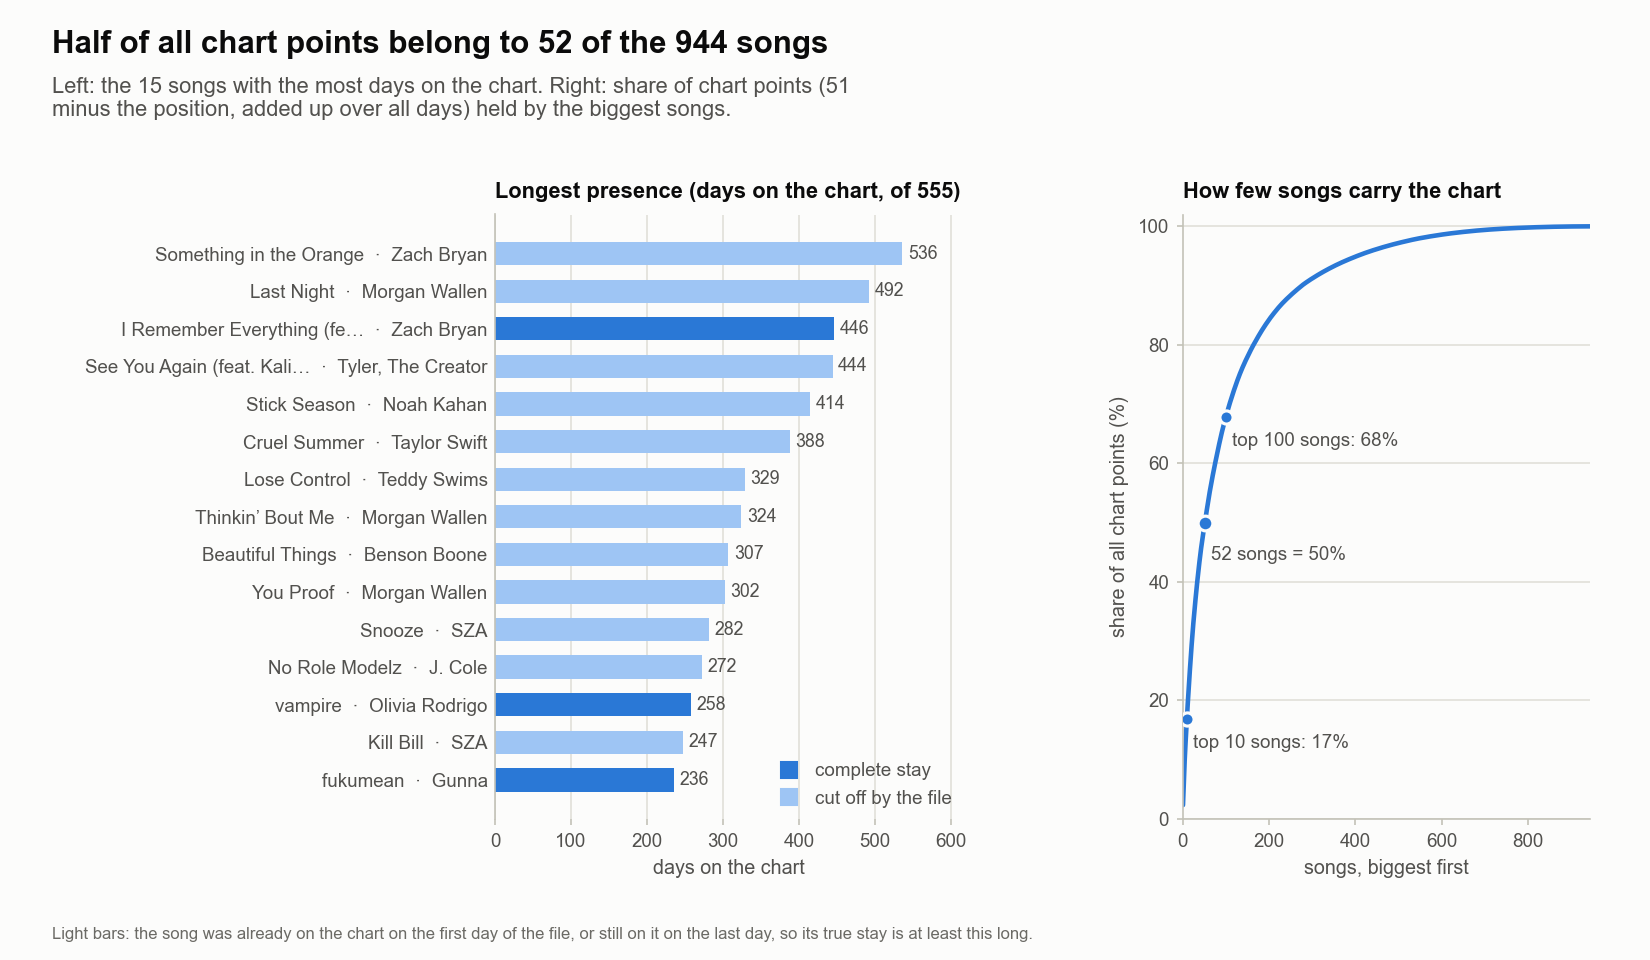 Half of all chart points belong to 52 of the 944 songs
Left: the 15 songs with the most days on the chart. Right: share of chart points (51
minus the position, added up over all days) held by the biggest songs.
Longest presence (days on the chart, of 555)
Something in the Orange · Zach Bryan 536
Last Night · Morgan Wallen 492
I Remember Everything (fe… · Zach Bryan 446
See You Again (feat. Kali… · Tyler, The Creator 444
Stick Season · Noah Kahan 414
Cruel Summer · Taylor Swift 388
Lose Control · Teddy Swims 329
Thinkin’ Bout Me · Morgan Wallen 324
Beautiful Things · Benson Boone 307
You Proof · Morgan Wallen 302
Snooze · SZA 282
No Role Modelz · J. Cole 272
vampire · Olivia Rodrigo 258
Kill Bill · SZA 247
fukumean · Gunna 236
complete stay
cut off by the file
0 100 200 300 400 500 600
days on the chart
How few songs carry the chart
share of all chart points (%)
100
80
60
40
20
0
top 100 songs: 68%
52 songs = 50%
top 10 songs: 17%
0 200 400 600 800
songs, biggest first
Light bars: the song was already on the chart on the first day of the file, or still on it on the last day, so its true stay is at least this long.